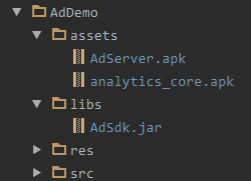 AdDemo
assets
AdServer.apk
analytics_core.apk
libs
AdSdk.jar
res
src